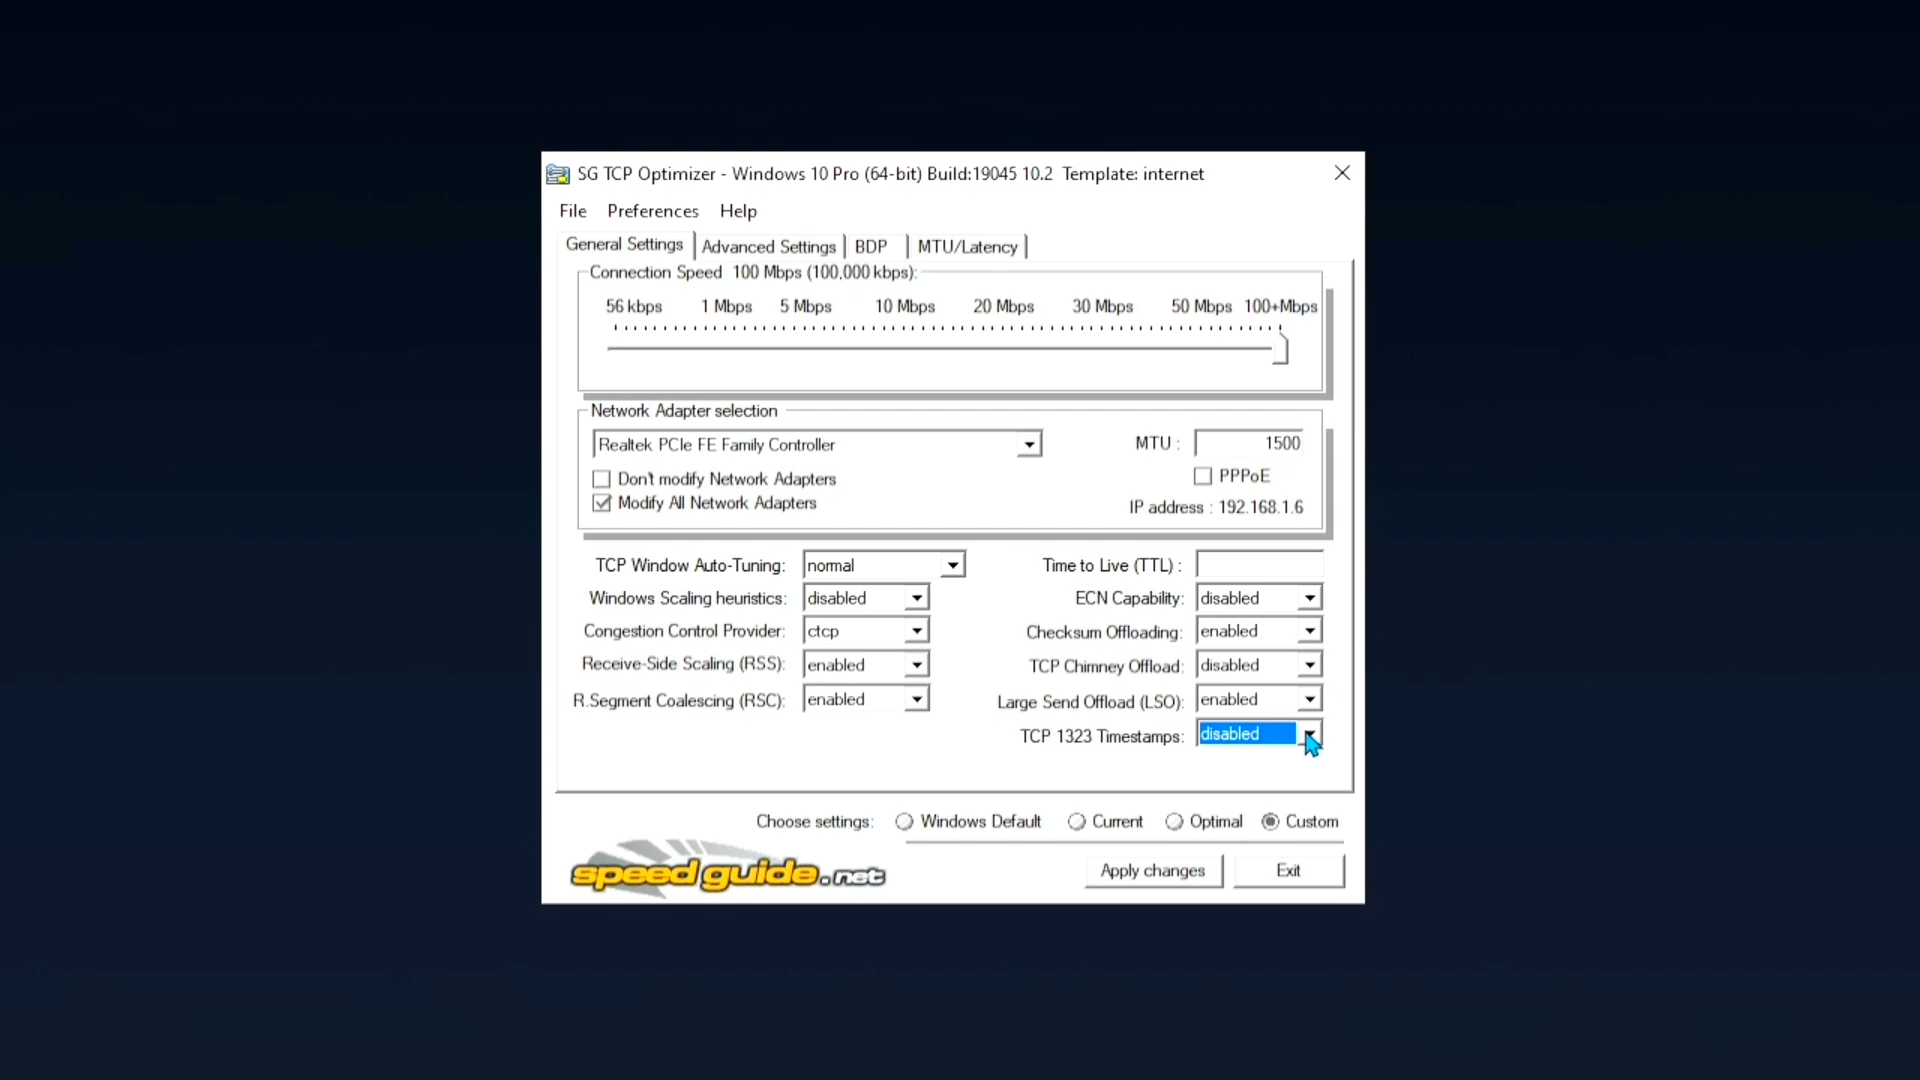 SG TCP Optimizer - Windows 10 Pro (64-bit) Build:19045 10.2  Template: internet
File Preferences Help
General Settings Advanced Settings BDP MTU/Latency
Connection Speed 100 Mbps (100,000 kbps):
56 kbps 1 Mbps 5 Mbps 10 Mbps 20 Mbps 30 Mbps 50 Mbps 100+Mbps
Network Adapter selection
Realtek PCIe FE Family Controller
MTU : 1500
Don't modify Network Adapters
PPPoE
Modify All Network Adapters
IP address : 192.168.1.6
TCP Window Auto-Tuning: normal
Time to Live (TTL) :
Windows Scaling heuristics: disabled
ECN Capability: disabled
Congestion Control Provider: ctcp
Checksum Offloading: enabled
Receive-Side Scaling (RSS): enabled
TCP Chimney Offload: disabled
R.Segment Coalescing (RSC): enabled
Large Send Offload (LSO): enabled
TCP 1323 Timestamps: disabled
Choose settings: Windows Default Current Optimal Custom
speed guide.net
Apply changes Exit